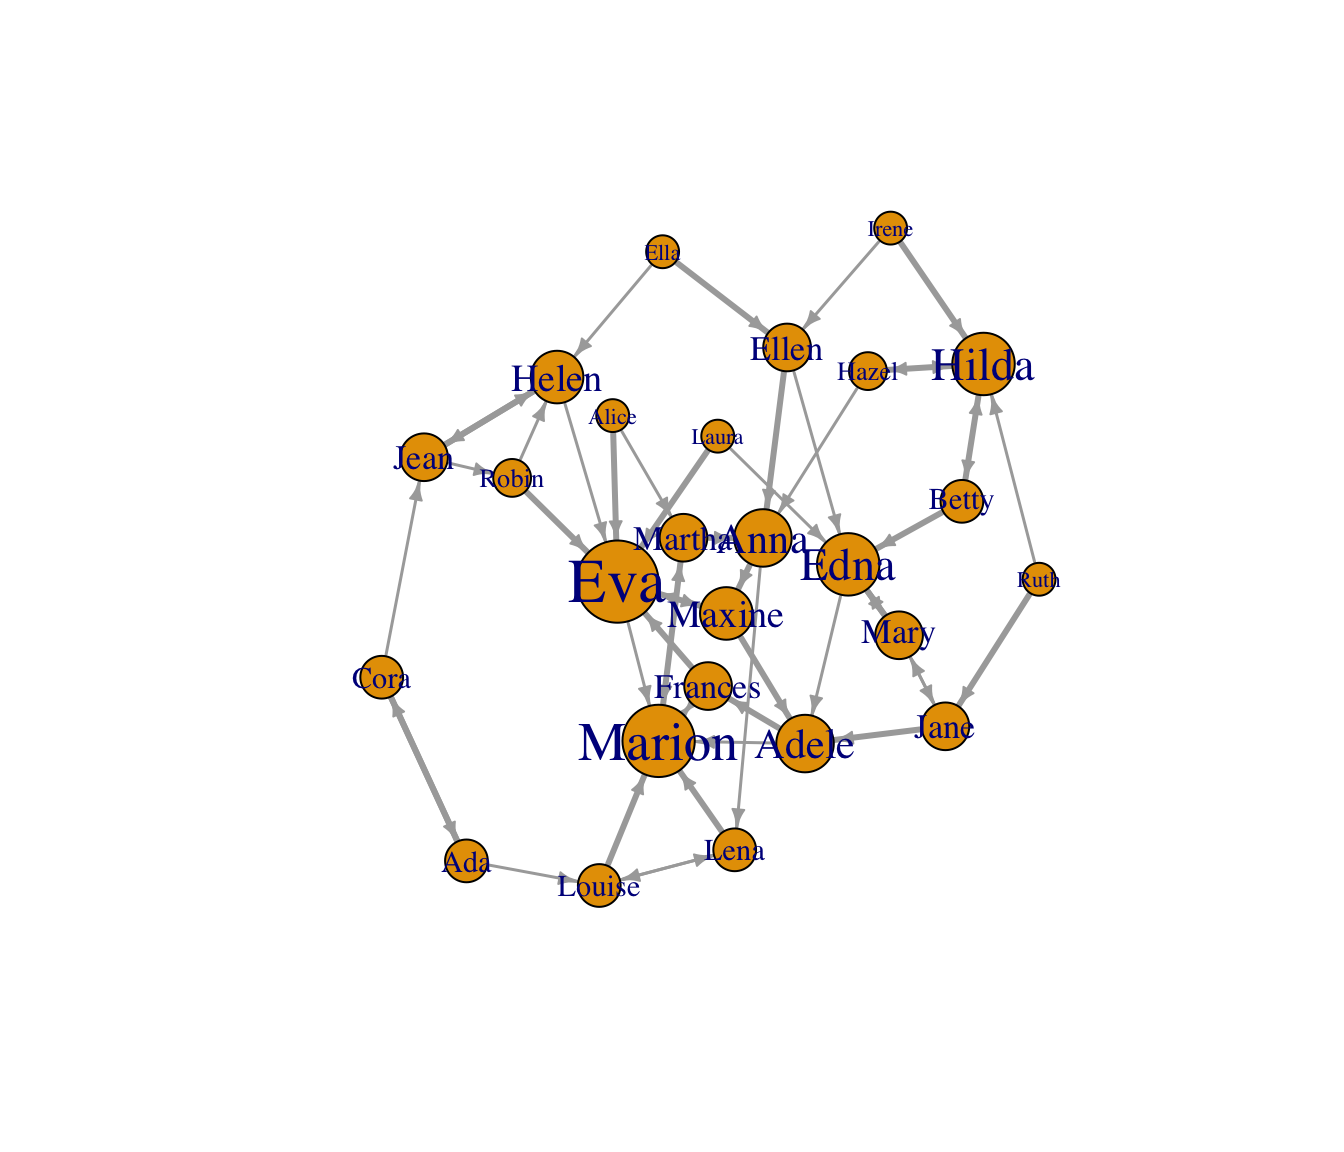 Irene
Ella
Ellen
Hilda
Hazel
Helen
Alice
Laura
Jean
Robin
Betty
Martha
Anna
Edna
Ruth
Eva
Maxine
Mary
Cora
Frances
Jane
Marion
Adele
Lena
Ada
Louise